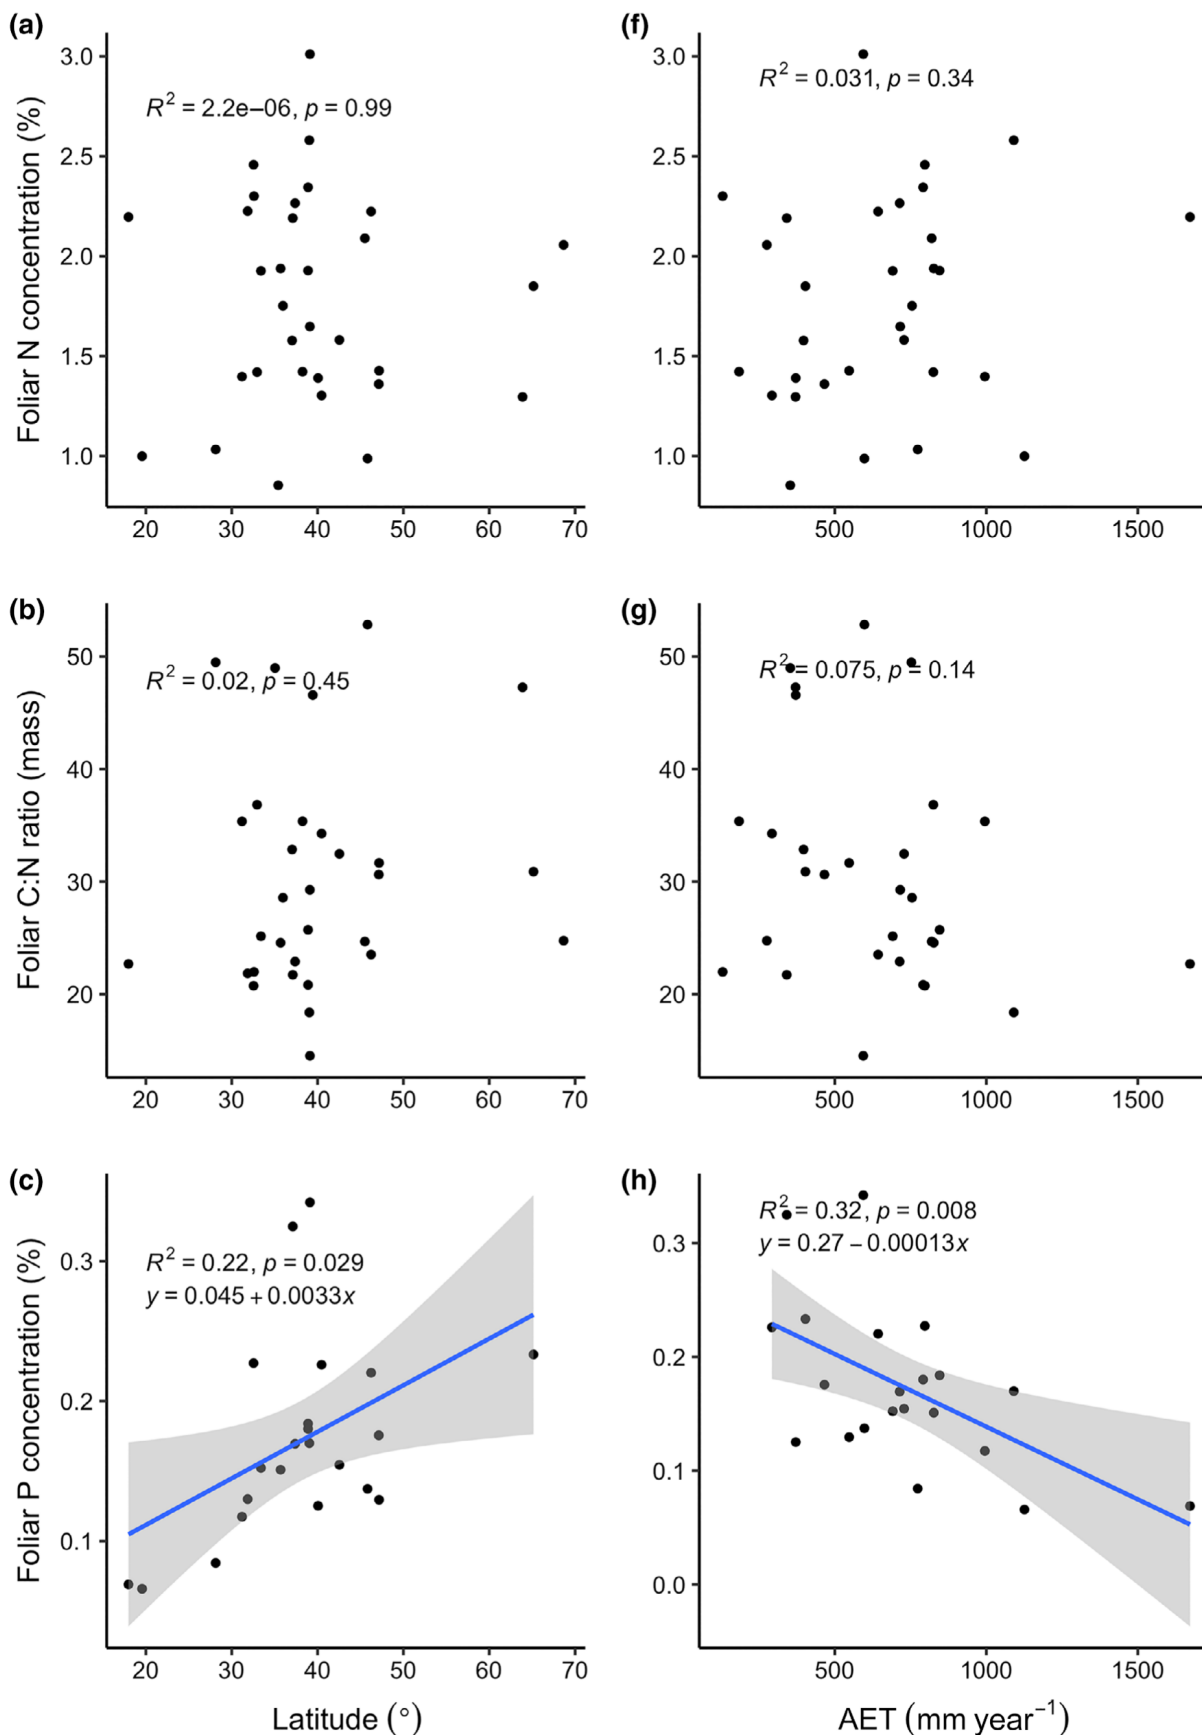 (a)
Foliar N concentration (%)
3.0
2.5
2.0
1.5
1.0
R² = 2.2e−06, p = 0.99
20 30 40 50 60 70
(f)
3.0
2.5
2.0
1.5
1.0
R² = 0.031, p = 0.34
500 1000 1500
(b)
Foliar C:N ratio (mass)
50
40
30
20
R² = 0.02, p = 0.45
20 30 40 50 60 70
(g)
50
40
30
20
R² = 0.075, p = 0.14
500 1000 1500
(c)
Foliar P concentration (%)
0.3
0.2
0.1
R² = 0.22, p = 0.029
y = 0.045 + 0.0033x
20 30 40 50 60 70
Latitude (°)
(h)
0.3
0.2
0.1
0.0
R² = 0.32, p = 0.008
y = 0.27 − 0.00013x
500 1000 1500
AET (mm year⁻¹)